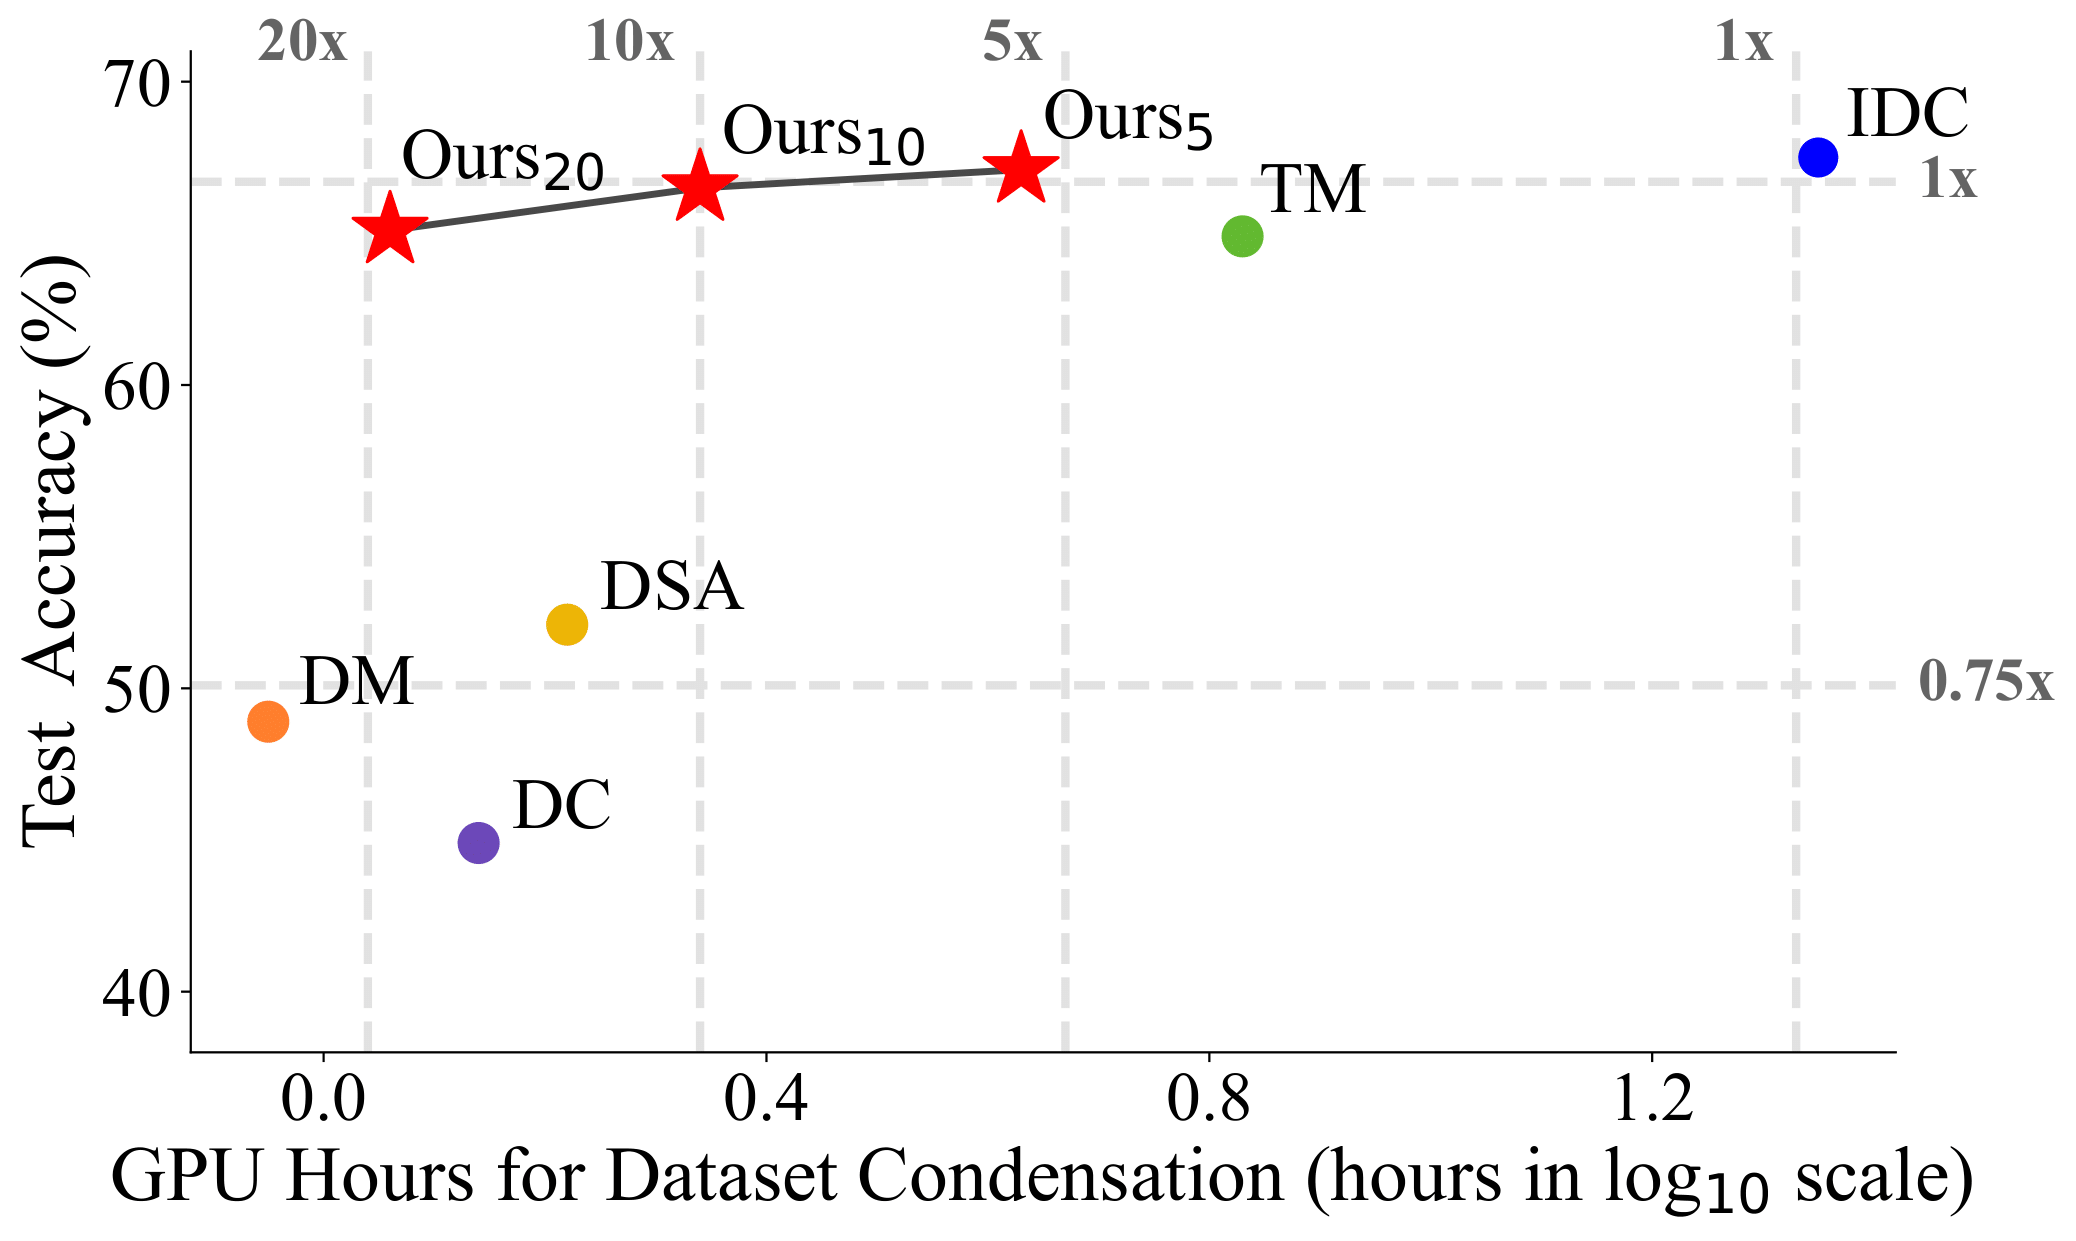 20x 10x 5x 1x
70
IDC
Ours5
Ours10
Ours20
TM
1x
60
DSA
DM
50
0.75x
DC
40
Test Accuracy (%)
0.0 0.4 0.8 1.2
GPU Hours for Dataset Condensation (hours in log10 scale)